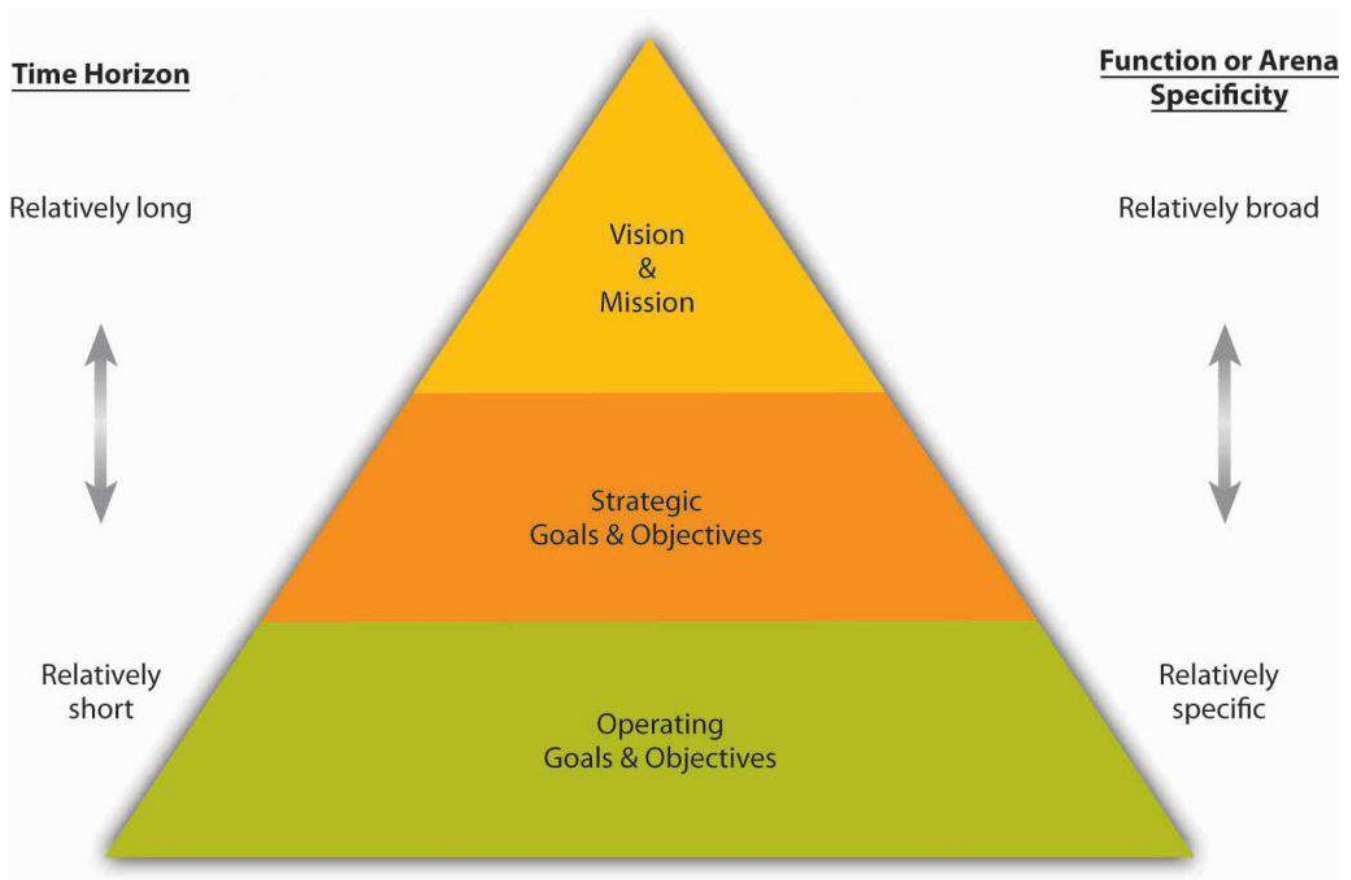 Time Horizon
Function or Arena
Specificity
Relatively long
Relatively broad
Vision
&
Mission
Strategic
Goals & Objectives
Relatively
short
Relatively
specific
Operating
Goals & Objectives